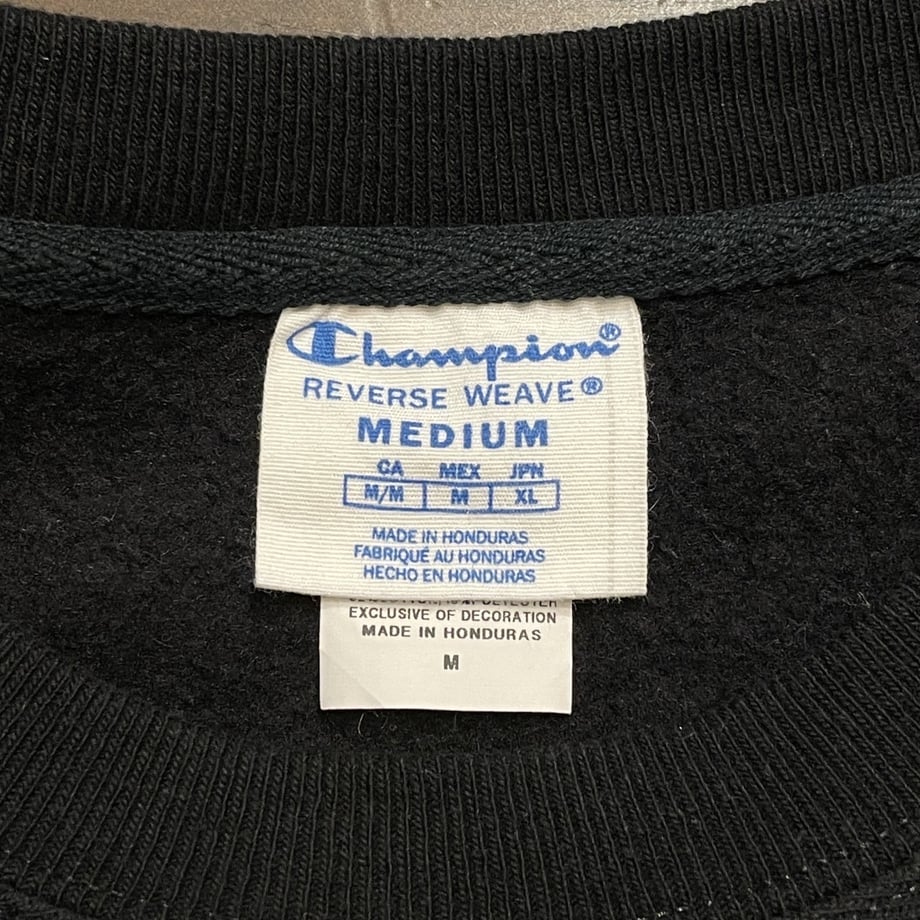 Champion®
REVERSE WEAVE®
MEDIUM
CA MEX JPN
M/M M XL
MADE IN HONDURAS
FABRIQUÉ AU HONDURAS
HECHO EN HONDURAS
EXCLUSIVE OF DECORATION
MADE IN HONDURAS
M